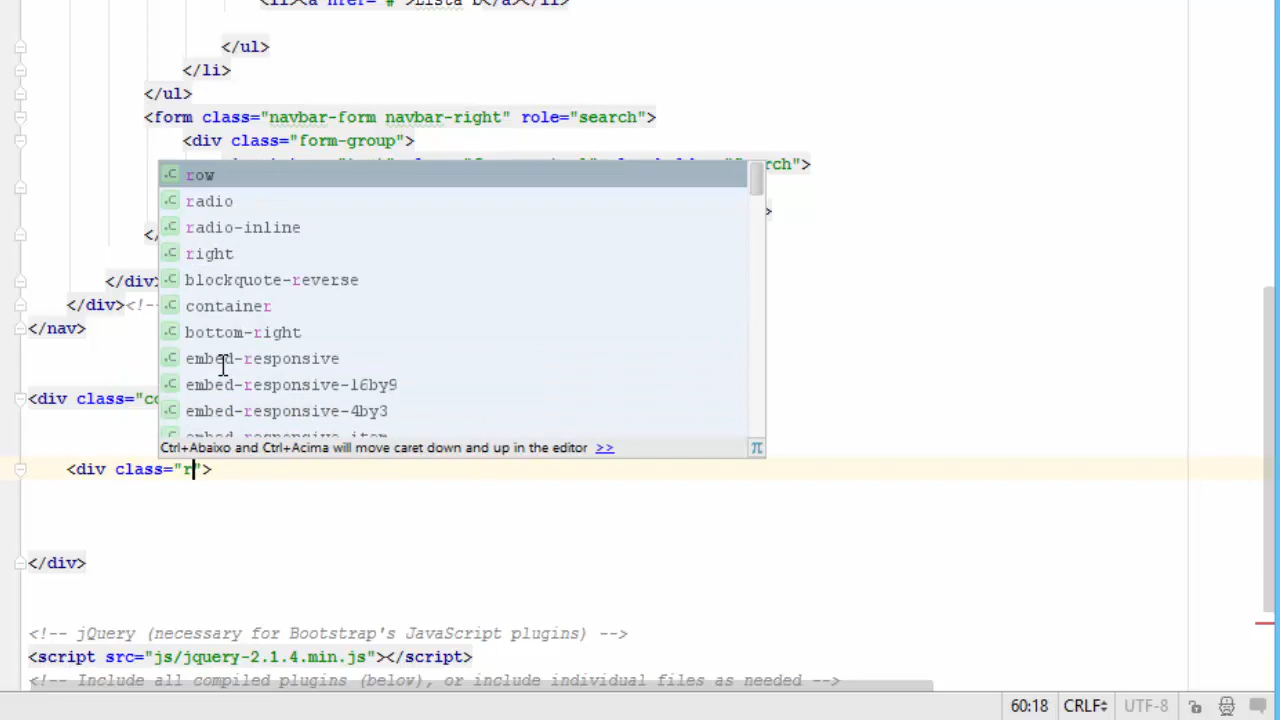 <li><a href="#">Lista b</a></li>
</ul>
</li>
</ul>
<form class="navbar-form navbar-right" role="search">
<div class="form-group">
rch">
row
radio
>
radio-inline
</
right
</div>
blockquote-reverse
</div><!--
container
</nav>
bottom-right
embed-responsive
embed-responsive-16by9
<div class="co
embed-responsive-4by3
embed-responsive-item
Ctrl+Abaixo and Ctrl+Acima will move caret down and up in the editor >> π
<div class="r">
</div>
<!-- jQuery (necessary for Bootstrap's JavaScript plugins) -->
<script src="js/jquery-2.1.4.min.js"></script>
<!-- Include all compiled plugins (below), or include individual files as needed -->
60:18 CRLF UTF-8